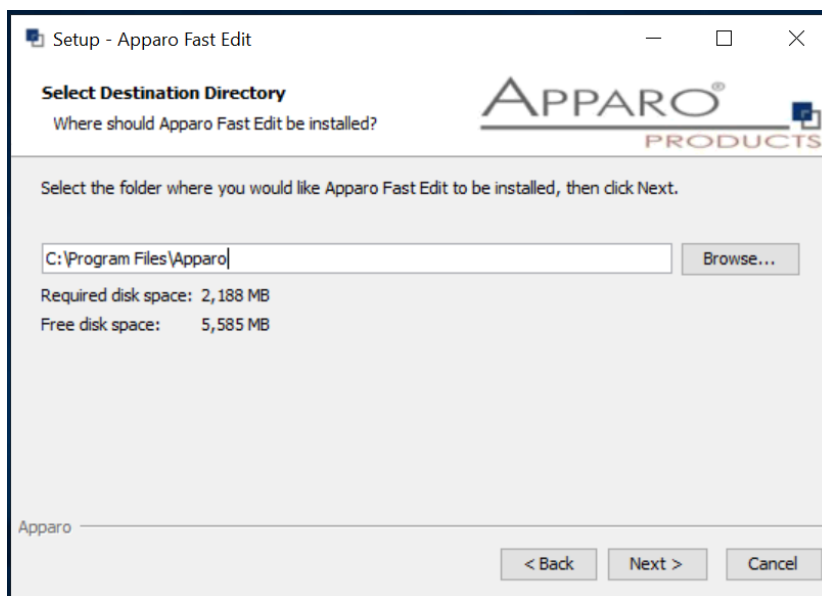 Setup - Apparo Fast Edit
Select Destination Directory
Where should Apparo Fast Edit be installed?
APPARO®
PRODUCTS
Select the folder where you would like Apparo Fast Edit to be installed, then click Next.
C:\Program Files\Apparo
Browse...
Required disk space: 2,188 MB
Free disk space: 5,585 MB
Apparo
< Back Next > Cancel